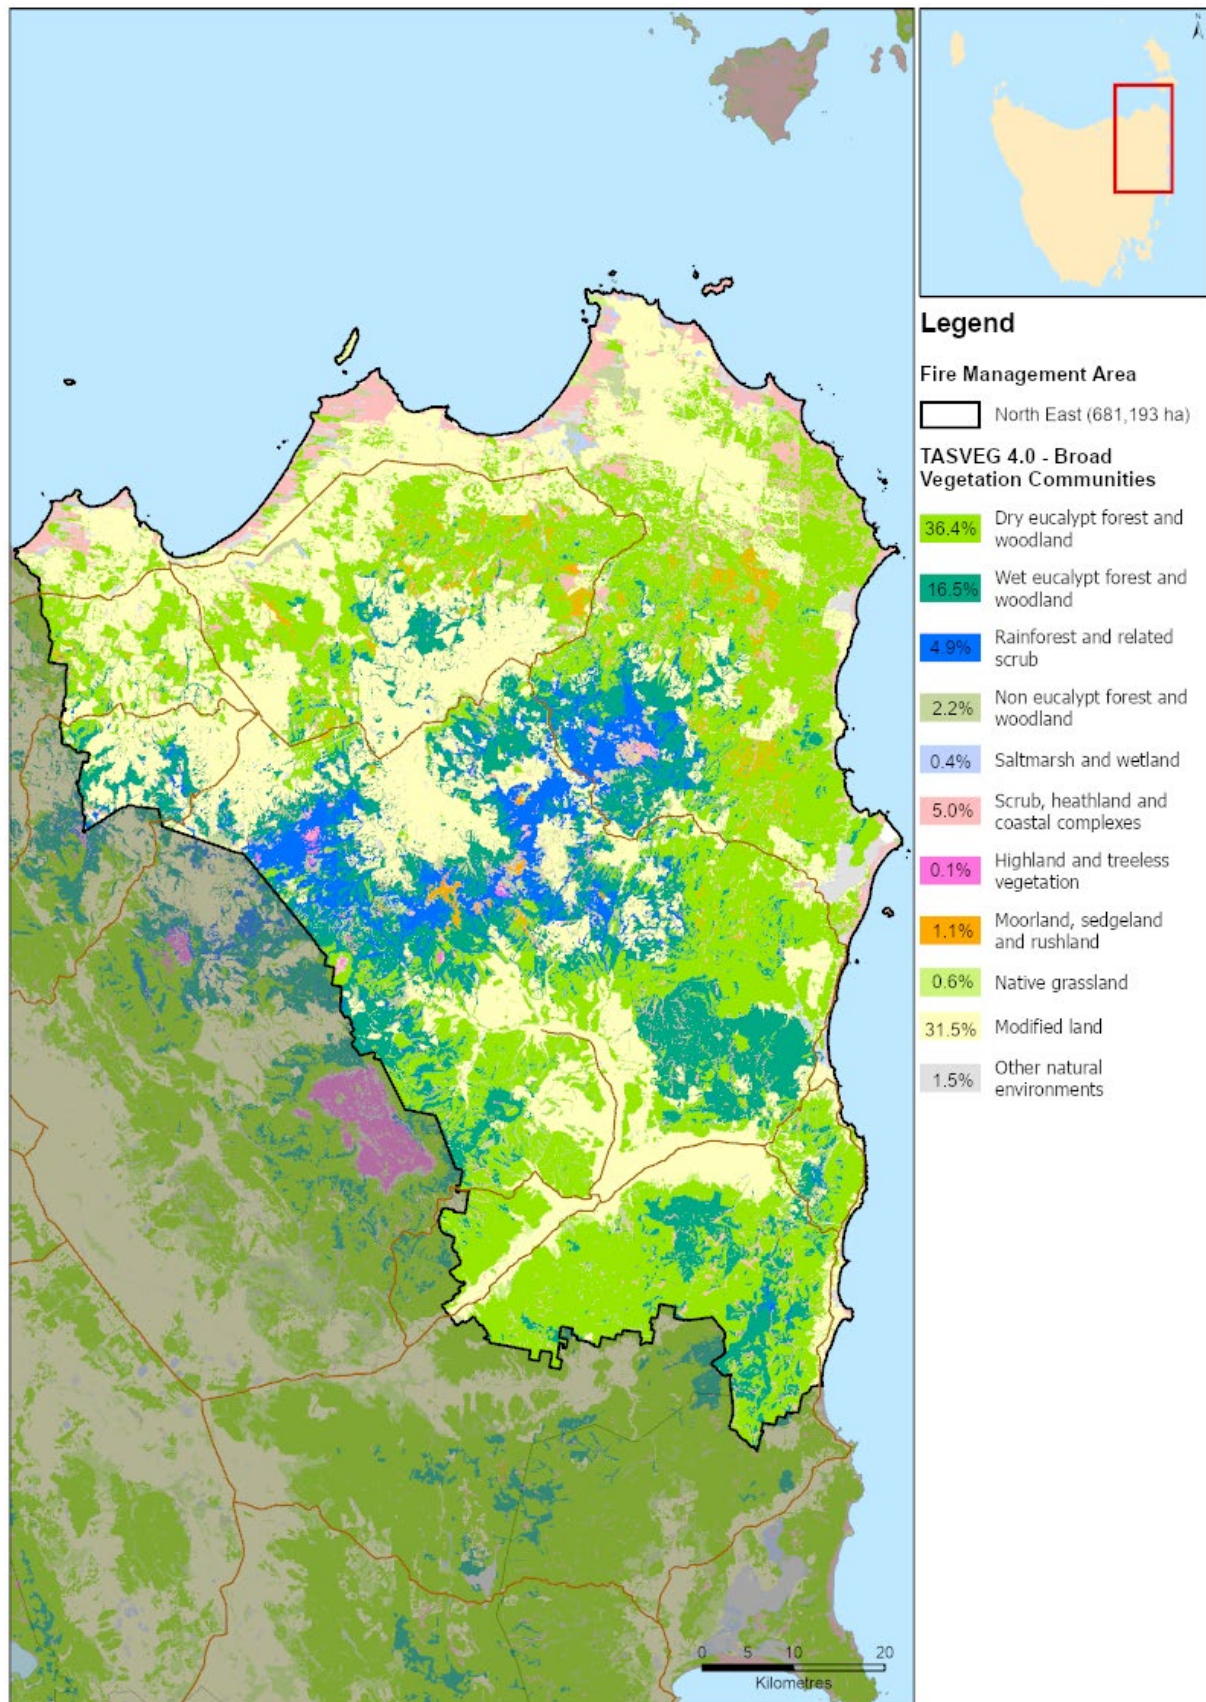 N
Legend
Fire Management Area
North East (681,193 ha)
TASVEG 4.0 - Broad
Vegetation Communities
36.4% Dry eucalypt forest and
woodland
16.5% Wet eucalypt forest and
woodland
4.9% Rainforest and related
scrub
2.2% Non eucalypt forest and
woodland
0.4% Saltmarsh and wetland
5.0% Scrub, heathland and
coastal complexes
0.1% Highland and treeless
vegetation
1.1% Moorland, sedgeland
and rushland
0.6% Native grassland
31.5% Modified land
1.5% Other natural
environments
0 5 10 20
Kilometres